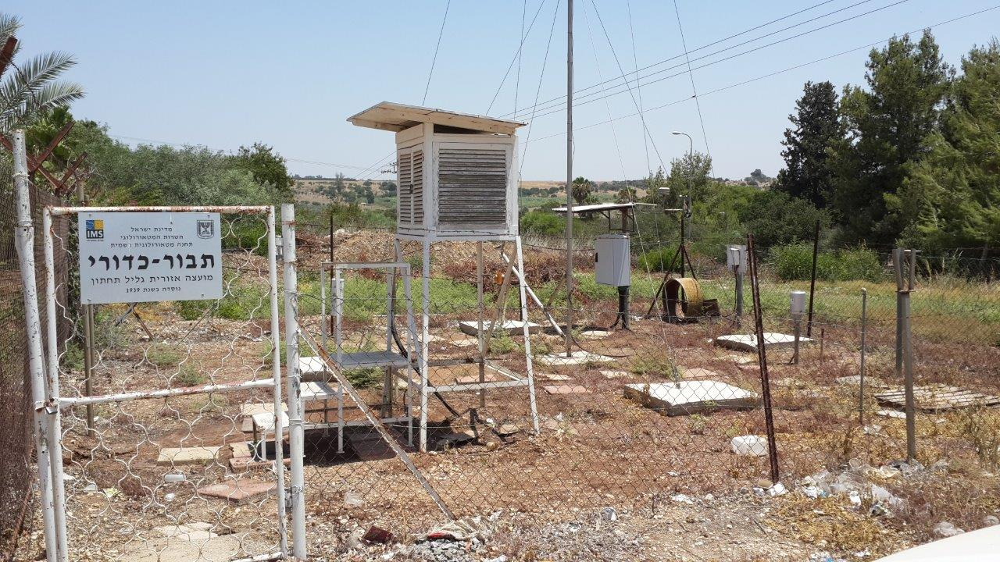 IMS
מדינת ישראל
השרות המטאורולוגי
תחנה מטאורולוגית רשמית
תבור-כדורי
מועצה אזורית גליל תחתון
נוסדה בשנת 1939